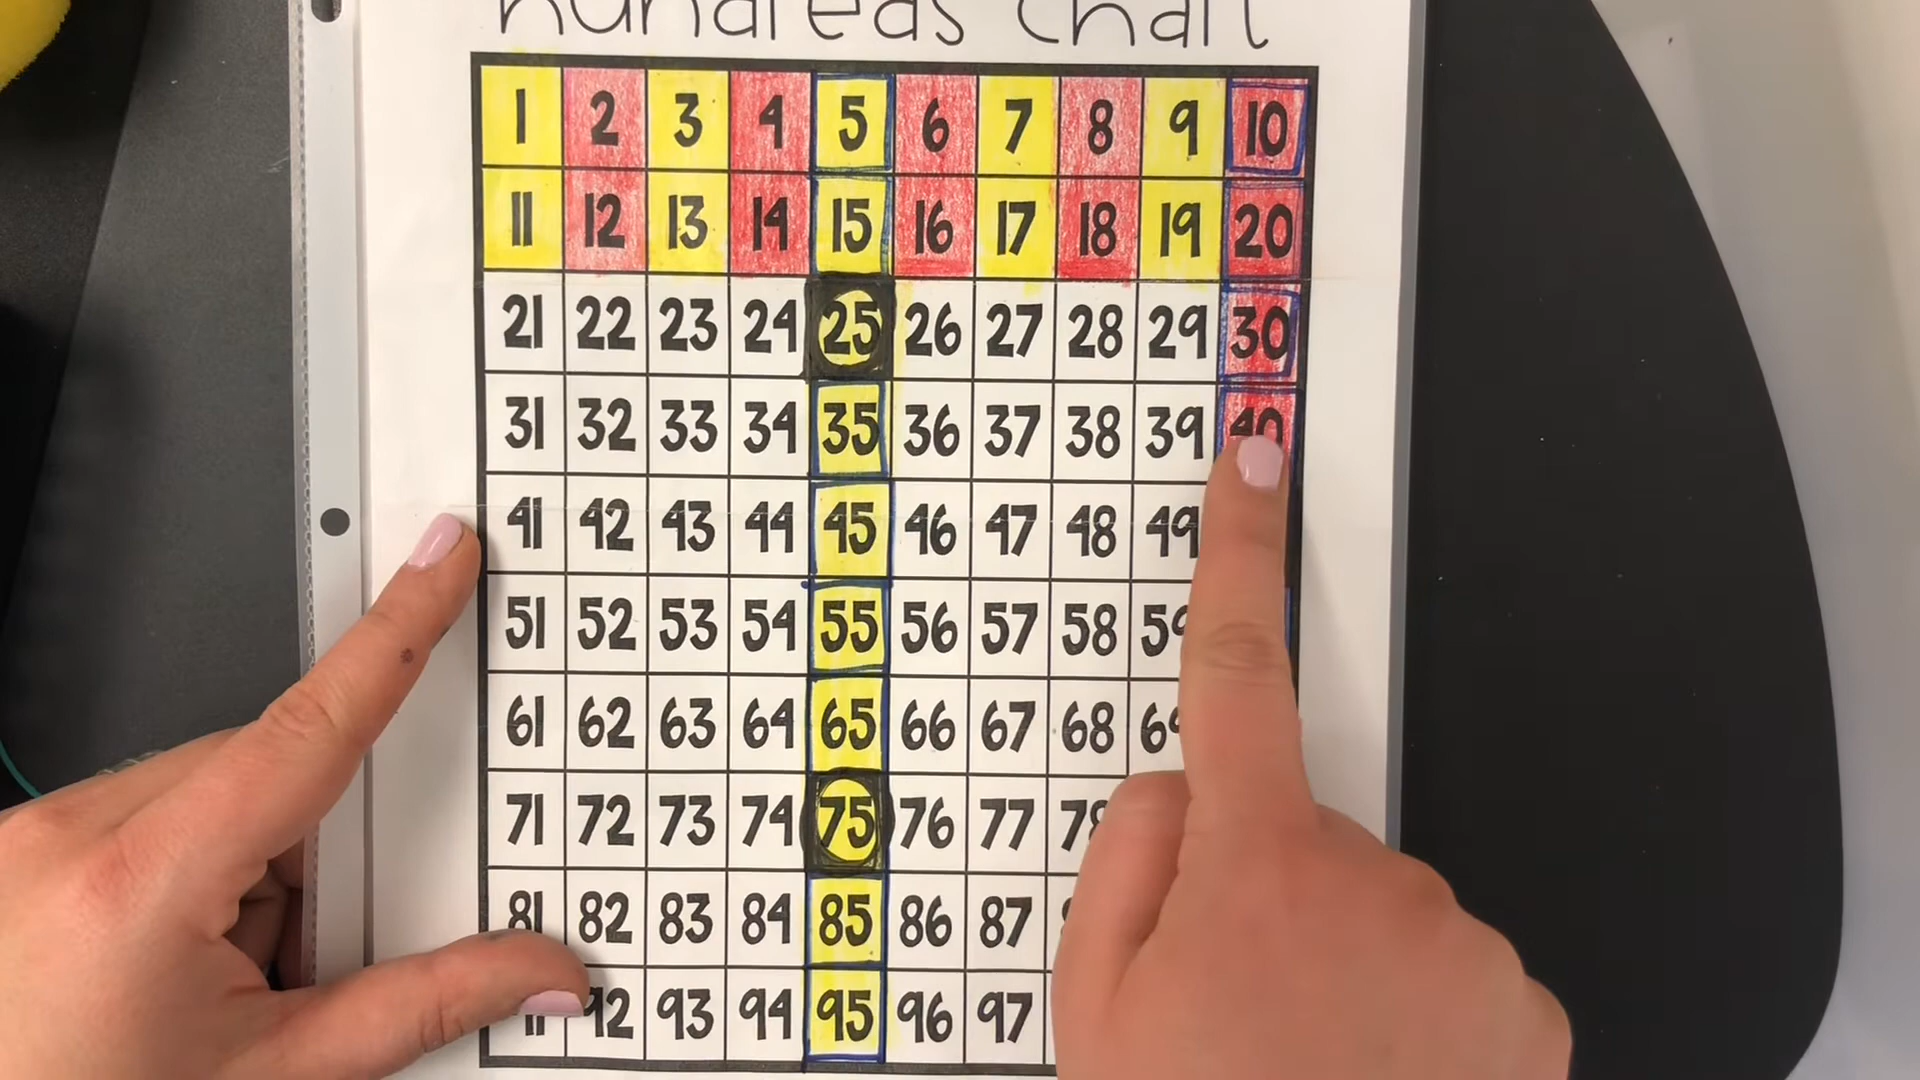 hundreds chart
1 2 3 4 5 6 7 8 9 10
11 12 13 14 15 16 17 18 19 20
21 22 23 24 25 26 27 28 29 30
31 32 33 34 35 36 37 38 39 40
41 42 43 44 45 46 47 48 49
51 52 53 54 55 56 57 58 59
61 62 63 64 65 66 67 68 69
71 72 73 74 75 76 77 78
81 82 83 84 85 86 87
92 93 94 95 96 97